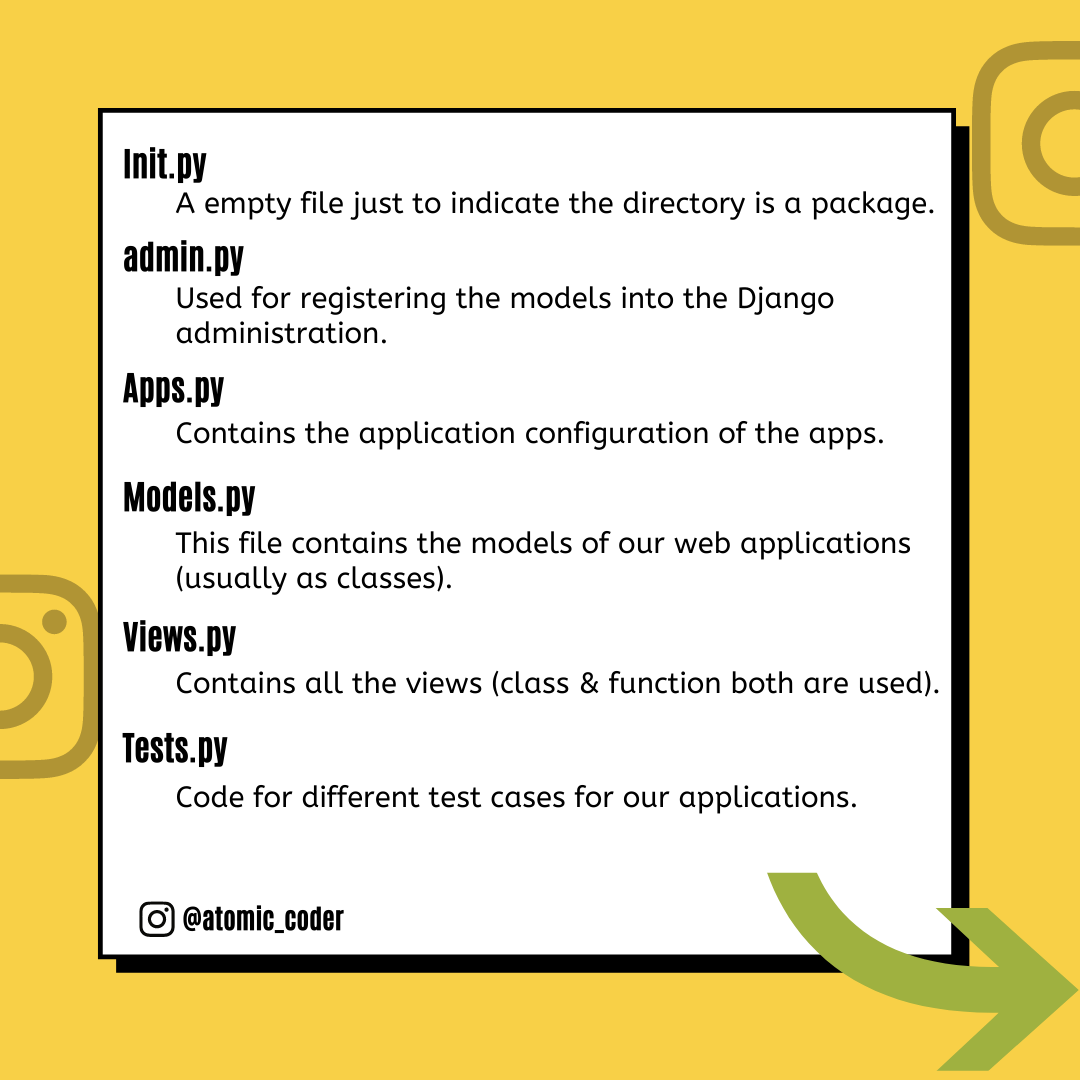 Init.py
A empty file just to indicate the directory is a package.
admin.py
Used for registering the models into the Django
administration.
Apps.py
Contains the application configuration of the apps.
Models.py
This file contains the models of our web applications
(usually as classes).
Views.py
Contains all the views (class & function both are used).
Tests.py
Code for different test cases for our applications.
@atomic_coder